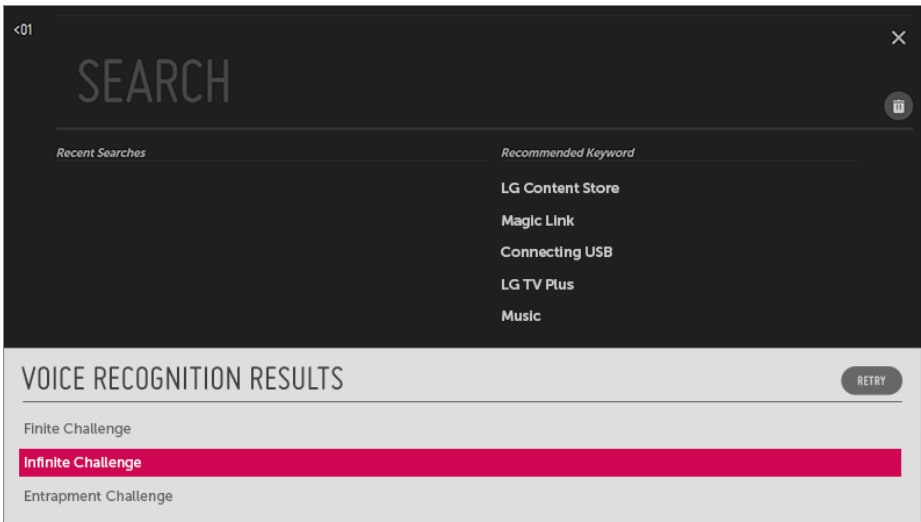 <01
SEARCH
Recent Searches
Recommended Keyword
LG Content Store
Magic Link
Connecting USB
LG TV Plus
Music
VOICE RECOGNITION RESULTS
RETRY
Finite Challenge
Infinite Challenge
Entrapment Challenge